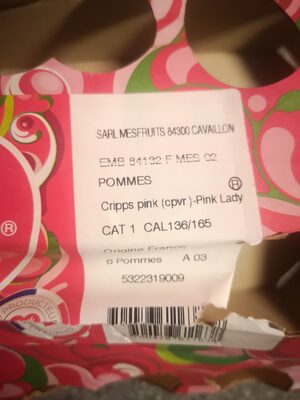 SARL MESFRUITS 84300 CAVAILLON
EMB 84132 F MES 02
POMMES
Cripps pink (cpvr )-Pink Lady ®
CAT 1 CAL136/165
Origine France
6 Pommes A 03
5322319009
®
PRODUCTEU